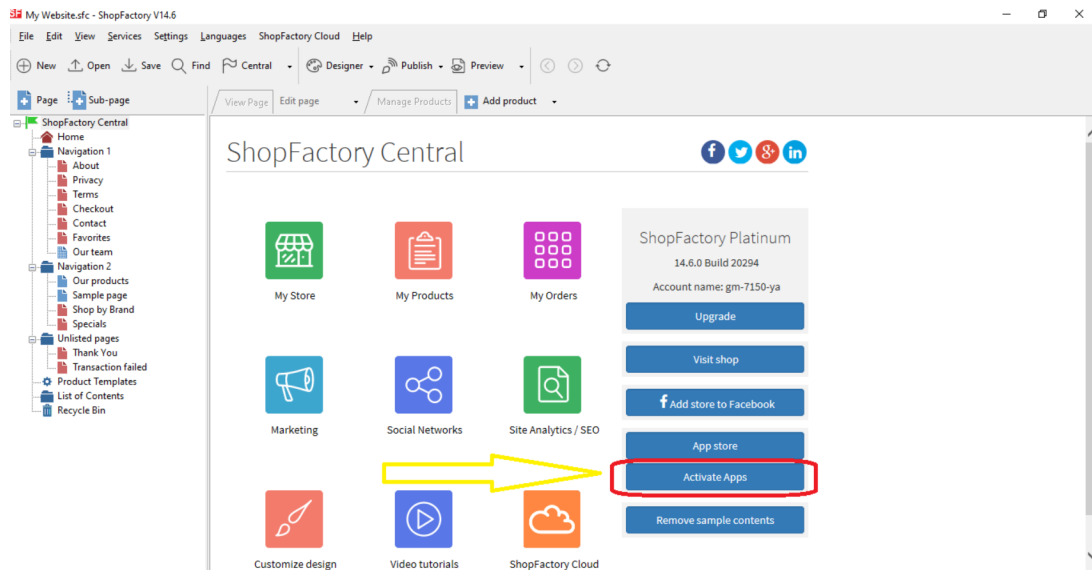 SF My Website.sfc - ShopFactory V14.6
File Edit View Services Settings Languages ShopFactory Cloud Help
New Open Save Find Central Designer Publish Preview
Page Sub-page View Page Edit page Manage Products Add product
ShopFactory Central
Home
Navigation 1
About
Privacy
Terms
Checkout
Contact
Favorites
Our team
Navigation 2
Our products
Sample page
Shop by Brand
Specials
Unlisted pages
Thank You
Transaction failed
Product Templates
List of Contents
Recycle Bin
ShopFactory Central
f g+ in
My Store My Products My Orders
Marketing Social Networks Site Analytics / SEO
Customize design Video tutorials ShopFactory Cloud
ShopFactory Platinum
14.6.0 Build 20294
Account name: gm-7150-ya
Upgrade
Visit shop
f Add store to Facebook
App store
Activate Apps
Remove sample contents